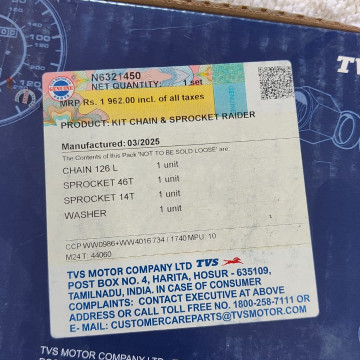 N6321450
NET QUANTITY: 1 set
MRP Rs. 1 962.00 incl. of all taxes
PRODUCT: KIT CHAIN & SPROCKET RAIDER
Manufactured: 03/2025
The Contents of this Pack 'NOT TO BE SOLD LOOSE' are
CHAIN 126 L 1 unit
SPROCKET 46T 1 unit
SPROCKET 14T 1 unit
WASHER 1 unit
CCP WW0986+WW4016 734 / 1740 MPU: 10
M24 T: 44060
TVS MOTOR COMPANY LTD TVS
POST BOX NO. 4, HARITA, HOSUR - 635109,
TAMILNADU, INDIA. IN CASE OF CONSUMER
COMPLAINTS: CONTACT EXECUTIVE AT ABOVE
ADDRESS OR CALL TOLL FREE NO. 1800-258-7111 OR
E- MAIL: CUSTOMERCAREPARTS@TVSMOTOR.COM
TVS MOTOR COMPANY